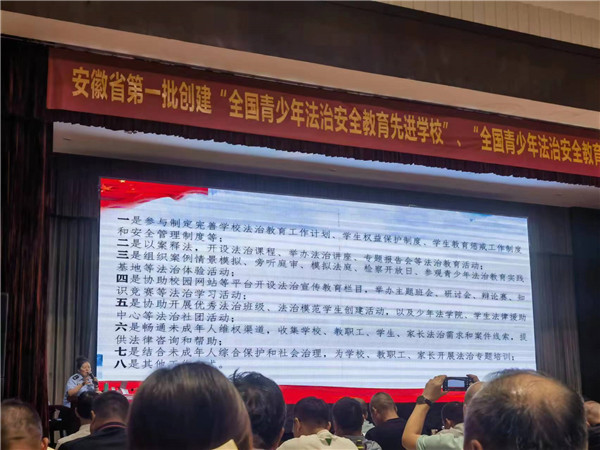 安徽省第一批创建“全国青少年法治安全教育先进学校”、“全国青少年法治安全教育
一是参与制定完善学校法治教育工作计划、学生权益保护制度、学生教育惩戒工作制度
和安全管理制度等;
二是以案释法,开设法治课程、举办法治讲座、专题报告会等法治教育活动;
三是组织案例情景模拟、旁听庭审、模拟法庭、检察开放日、参观青少年法治教育实践
基地等法治体验活动;
四是协助校园网站等平台开设法治宣传教育栏目,举办主题班会、研讨会、辩论赛、知
识竞赛等法治学习活动;
五是协助开展优秀法治班级、法治模范学生创建活动,以及少年法学院、学生法律援助
中心等法治社团活动;
六是畅通未成年人维权渠道,收集学校、教职工、学生、家长法治需求和案件线索,提
供法律咨询和帮助;
七是结合未成年人综合保护和社会治理,为学校、教职工、家长开展法治专题培训;
八是其他